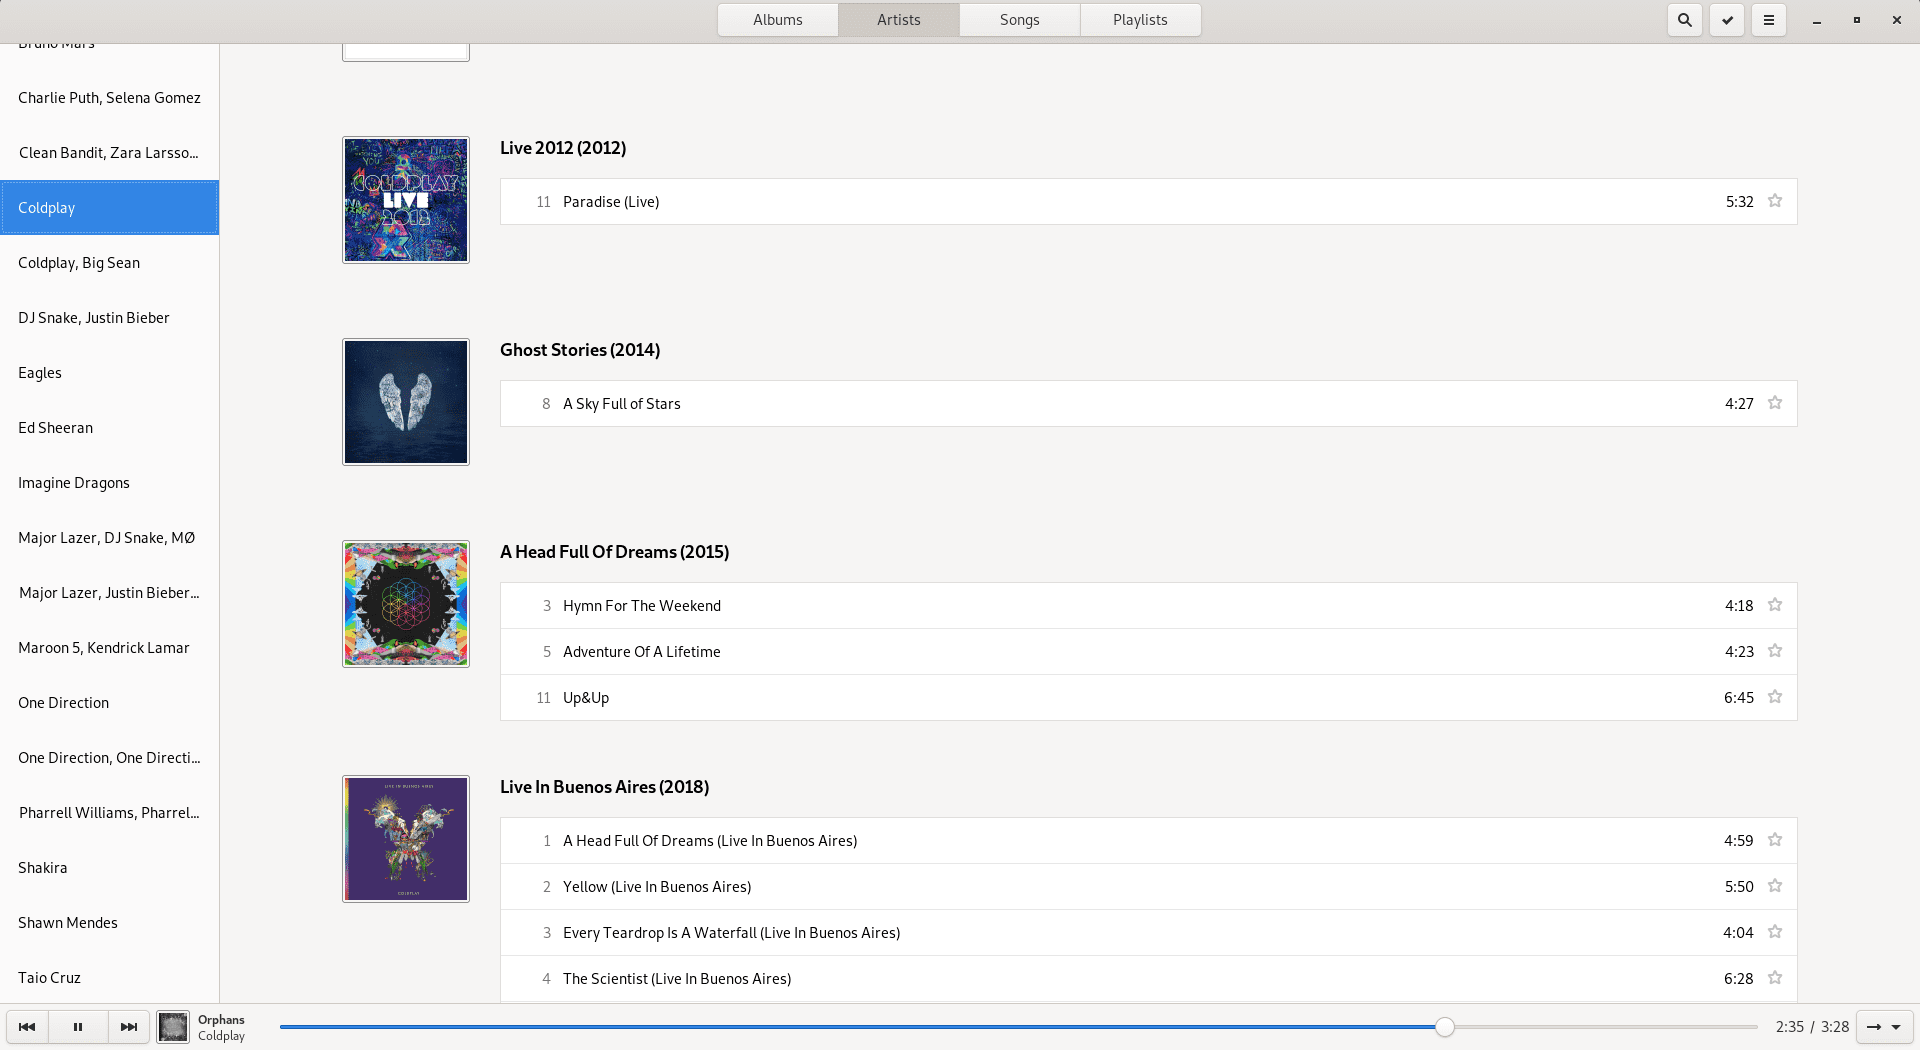 Albums Artists Songs Playlists
Bruno Mars
Charlie Puth, Selena Gomez
Clean Bandit, Zara Larsso...
Coldplay
Coldplay, Big Sean
DJ Snake, Justin Bieber
Eagles
Ed Sheeran
Imagine Dragons
Major Lazer, DJ Snake, MØ
Major Lazer, Justin Bieber...
Maroon 5, Kendrick Lamar
One Direction
One Direction, One Directi...
Pharrell Williams, Pharrel...
Shakira
Shawn Mendes
Taio Cruz
COLDPLAY
LIVE
2012
Live 2012 (2012)
11 Paradise (Live) 5:32
Ghost Stories (2014)
8 A Sky Full of Stars 4:27
A Head Full Of Dreams (2015)
3 Hymn For The Weekend 4:18
5 Adventure Of A Lifetime 4:23
11 Up&Up 6:45
LIVE IN BUENOS AIRES
COLDPLAY
Live In Buenos Aires (2018)
1 A Head Full Of Dreams (Live In Buenos Aires) 4:59
2 Yellow (Live In Buenos Aires) 5:50
3 Every Teardrop Is A Waterfall (Live In Buenos Aires) 4:04
4 The Scientist (Live In Buenos Aires) 6:28
Orphans
Coldplay
2:35 / 3:28